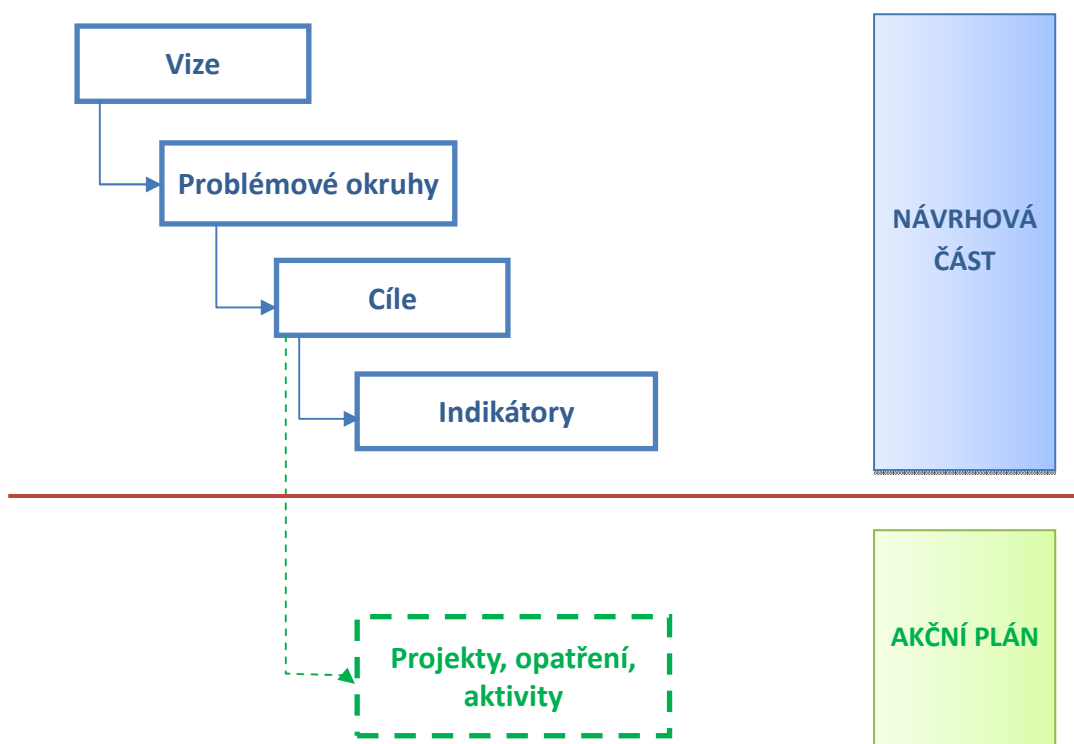 Vize
Problémové okruhy
NÁVRHOVÁ
ČÁST
Cíle
Indikátory
Projekty, opatření,
aktivity
AKČNÍ PLÁN